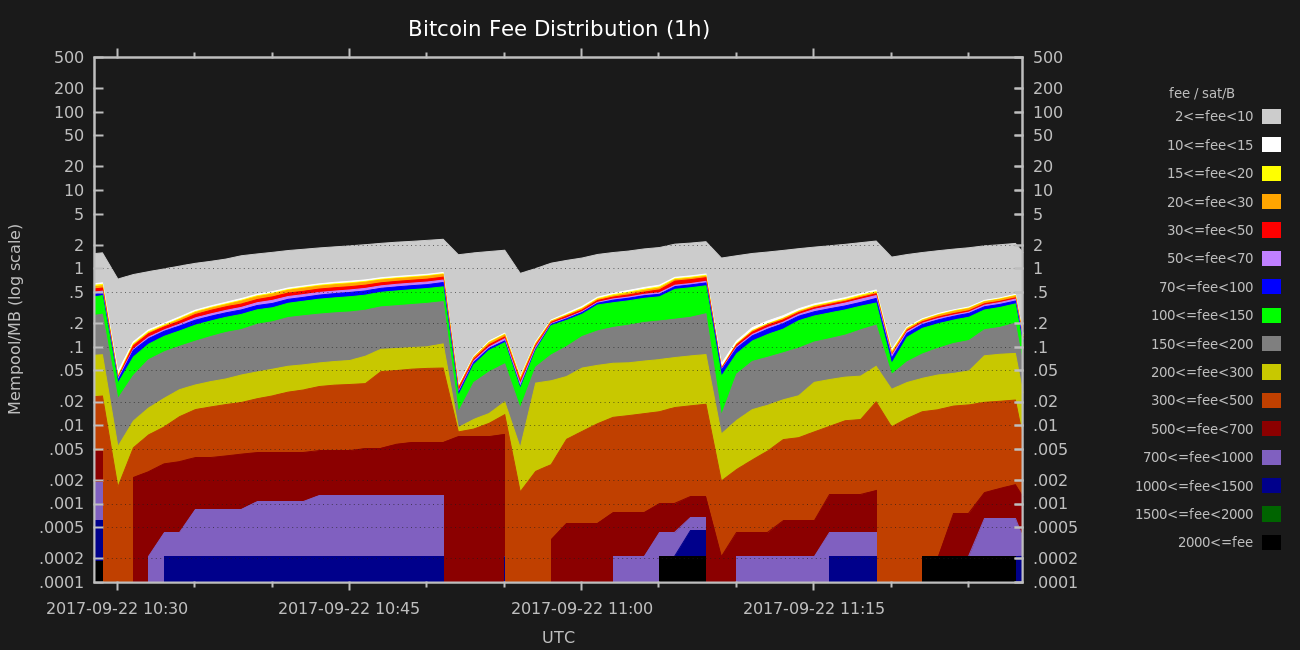 Bitcoin Fee Distribution (1h)
Mempool/MB (log scale)
500
200
100
50
20
10
5
2
1
.5
.2
.1
.05
.02
.01
.005
.002
.001
.0005
.0002
.0001
500
200
100
50
20
10
5
2
1
.5
.2
.1
.05
.02
.01
.005
.002
.001
.0005
.0002
.0001
2017-09-22 10:30
2017-09-22 10:45
2017-09-22 11:00
2017-09-22 11:15
UTC
fee / sat/B
2<=fee<10
10<=fee<15
15<=fee<20
20<=fee<30
30<=fee<50
50<=fee<70
70<=fee<100
100<=fee<150
150<=fee<200
200<=fee<300
300<=fee<500
500<=fee<700
700<=fee<1000
1000<=fee<1500
1500<=fee<2000
2000<=fee